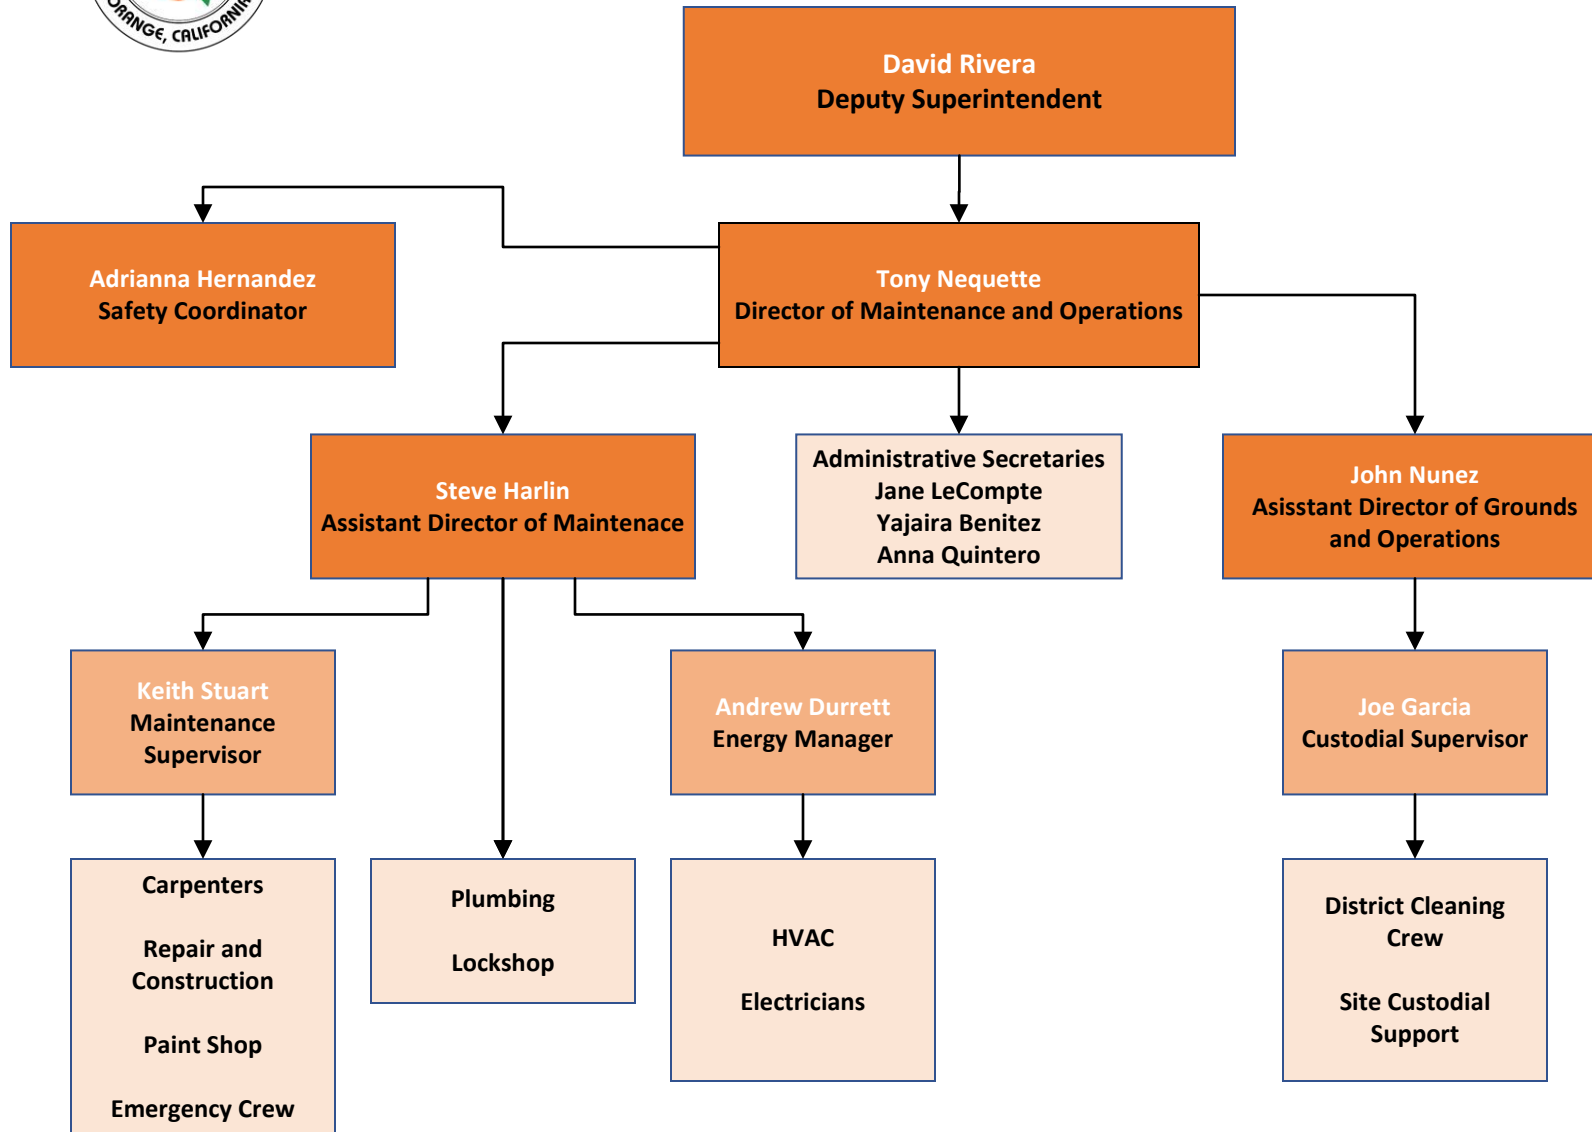 ORANGE, CALIFORNIA
David Rivera
Deputy Superintendent
Adrianna Hernandez
Safety Coordinator
Tony Nequette
Director of Maintenance and Operations
Steve Harlin
Assistant Director of Maintenace
Administrative Secretaries
Jane LeCompte
Yajaira Benitez
Anna Quintero
John Nunez
Asisstant Director of Grounds
and Operations
Keith Stuart
Maintenance
Supervisor
Andrew Durrett
Energy Manager
Joe Garcia
Custodial Supervisor
Carpenters
Repair and
Construction
Paint Shop
Emergency Crew
Plumbing
Lockshop
HVAC
Electricians
District Cleaning
Crew
Site Custodial
Support